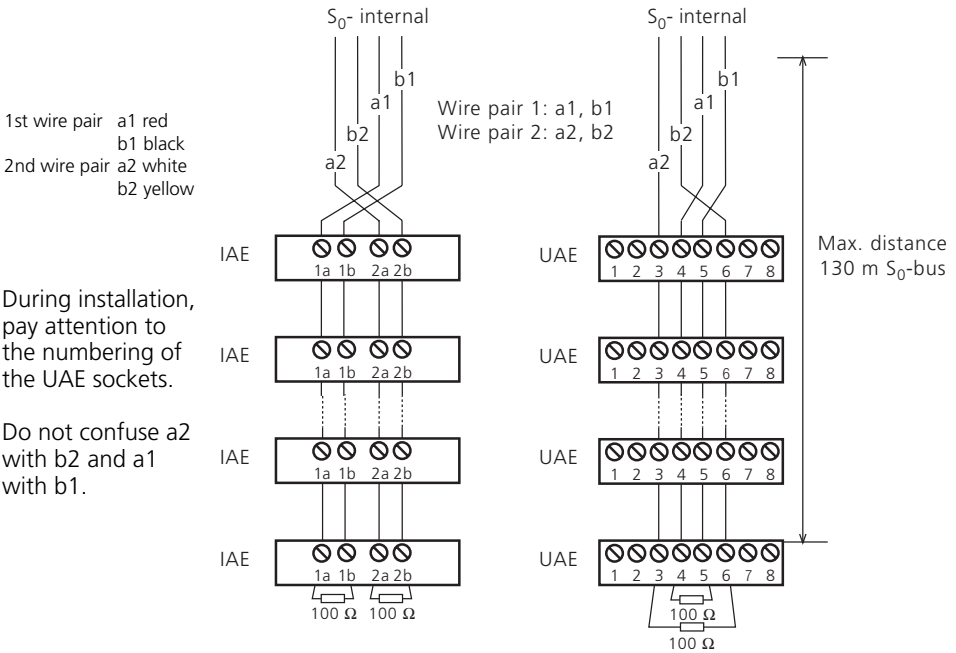 S0- internal
S0- internal
b1
a1
b2
a2
Wire pair 1: a1, b1
Wire pair 2: a2, b2
b1
a1
b2
a2
1st wire pair a1 red
b1 black
2nd wire pair a2 white
b2 yellow
During installation,
pay attention to
the numbering of
the UAE sockets.
Do not confuse a2
with b2 and a1
with b1.
IAE
1a 1b 2a 2b
IAE
1a 1b 2a 2b
IAE
1a 1b 2a 2b
IAE
1a 1b 2a 2b
100 Ω 100 Ω
UAE
1 2 3 4 5 6 7 8
UAE
1 2 3 4 5 6 7 8
UAE
1 2 3 4 5 6 7 8
UAE
1 2 3 4 5 6 7 8
100 Ω
100 Ω
Max. distance
130 m S0-bus